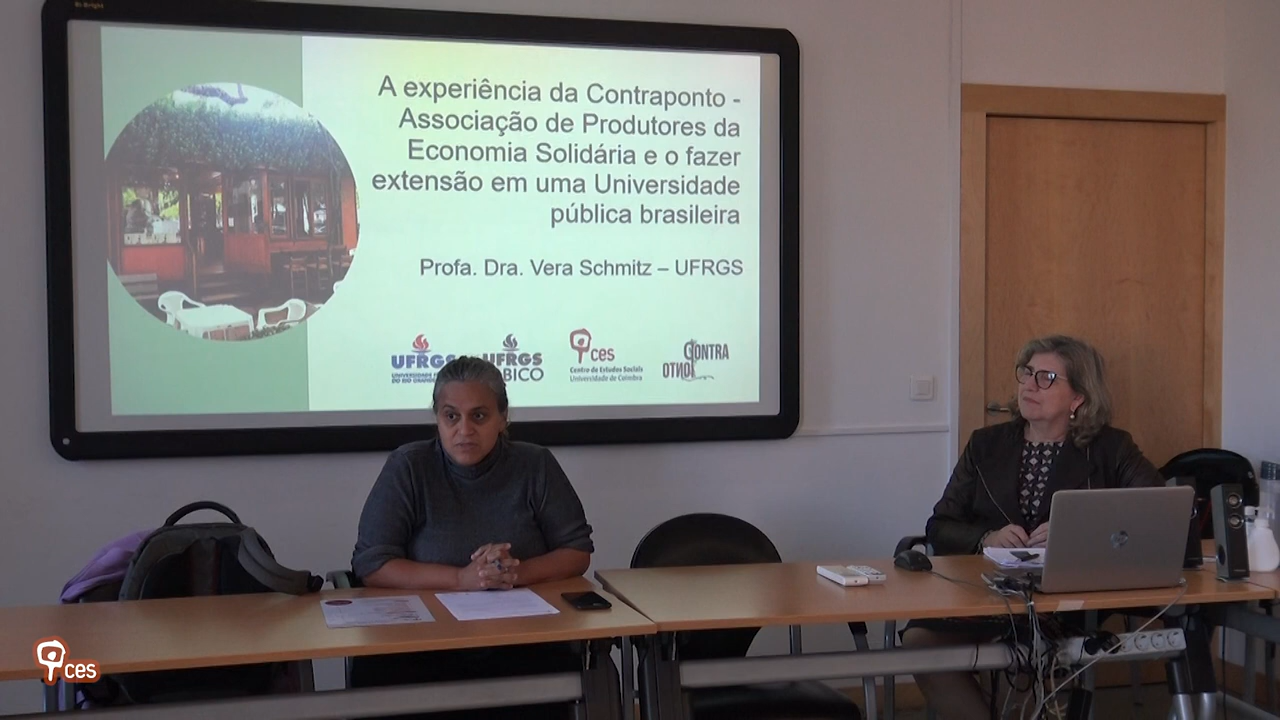 A experiência da Contraponto -
Associação de Produtores da
Economia Solidária e o fazer
extensão em uma Universidade
pública brasileira
Profa. Dra. Vera Schmitz – UFRGS
UFRGS
UFRGS
ces
Centro de Estudos Sociais
Universidade de Coimbra
CONTRA
PONTO
ces